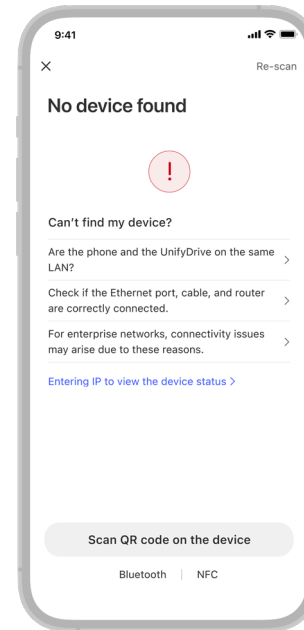 9:41
Re-scan
No device found
!
Can't find my device?
Are the phone and the UnifyDrive on the same
LAN?
Check if the Ethernet port, cable, and router
are correctly connected.
For enterprise networks, connectivity issues
may arise due to these reasons.
Entering IP to view the device status >
Scan QR code on the device
Bluetooth | NFC